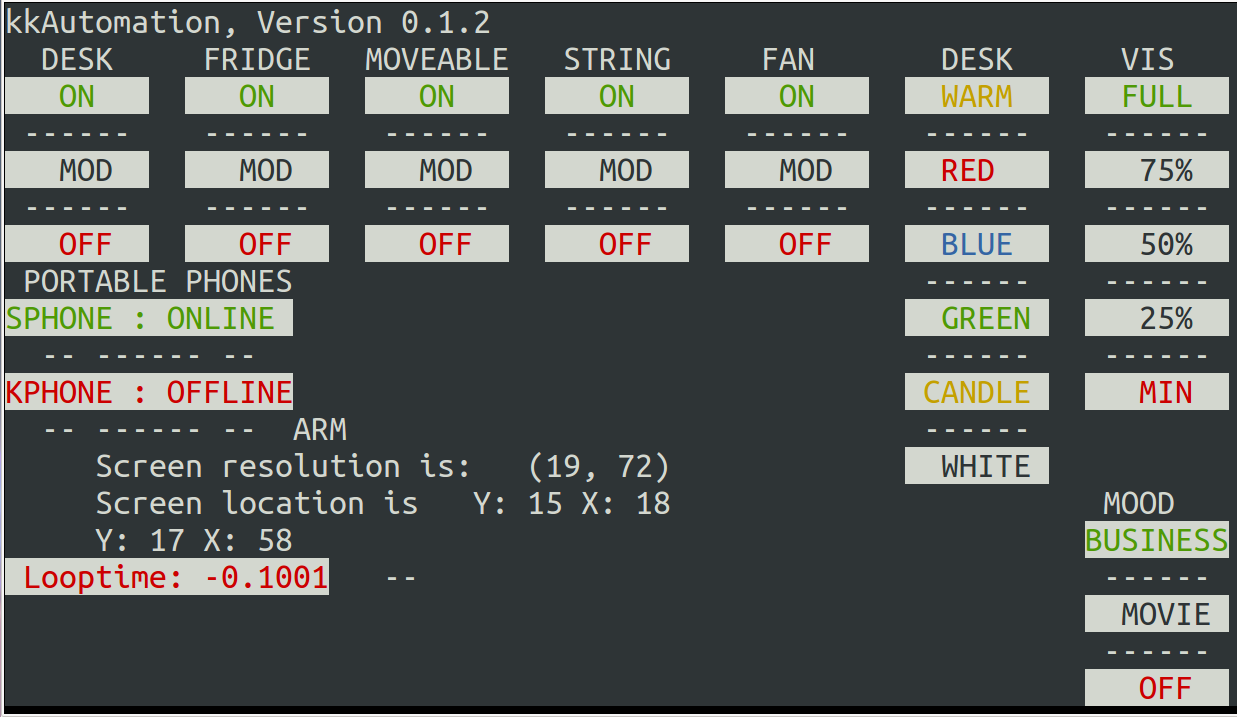 kkAutomation, Version 0.1.2
DESK FRIDGE MOVEABLE STRING FAN DESK VIS
ON ON ON ON ON WARM FULL
------ ------ ------ ------ ------ ------ ------
MOD MOD MOD MOD MOD RED 75%
------ ------ ------ ------ ------ ------ ------
OFF OFF OFF OFF OFF BLUE 50%
PORTABLE PHONES ------ ------
SPHONE : ONLINE GREEN 25%
-- ------ -- ------ ------
KPHONE : OFFLINE CANDLE MIN
-- ------ -- ARM ------
Screen resolution is: (19, 72) WHITE
Screen location is Y: 15 X: 18 MOOD
Y: 17 X: 58 BUSINESS
Looptime: -0.1001 -- ------
MOVIE
------
OFF